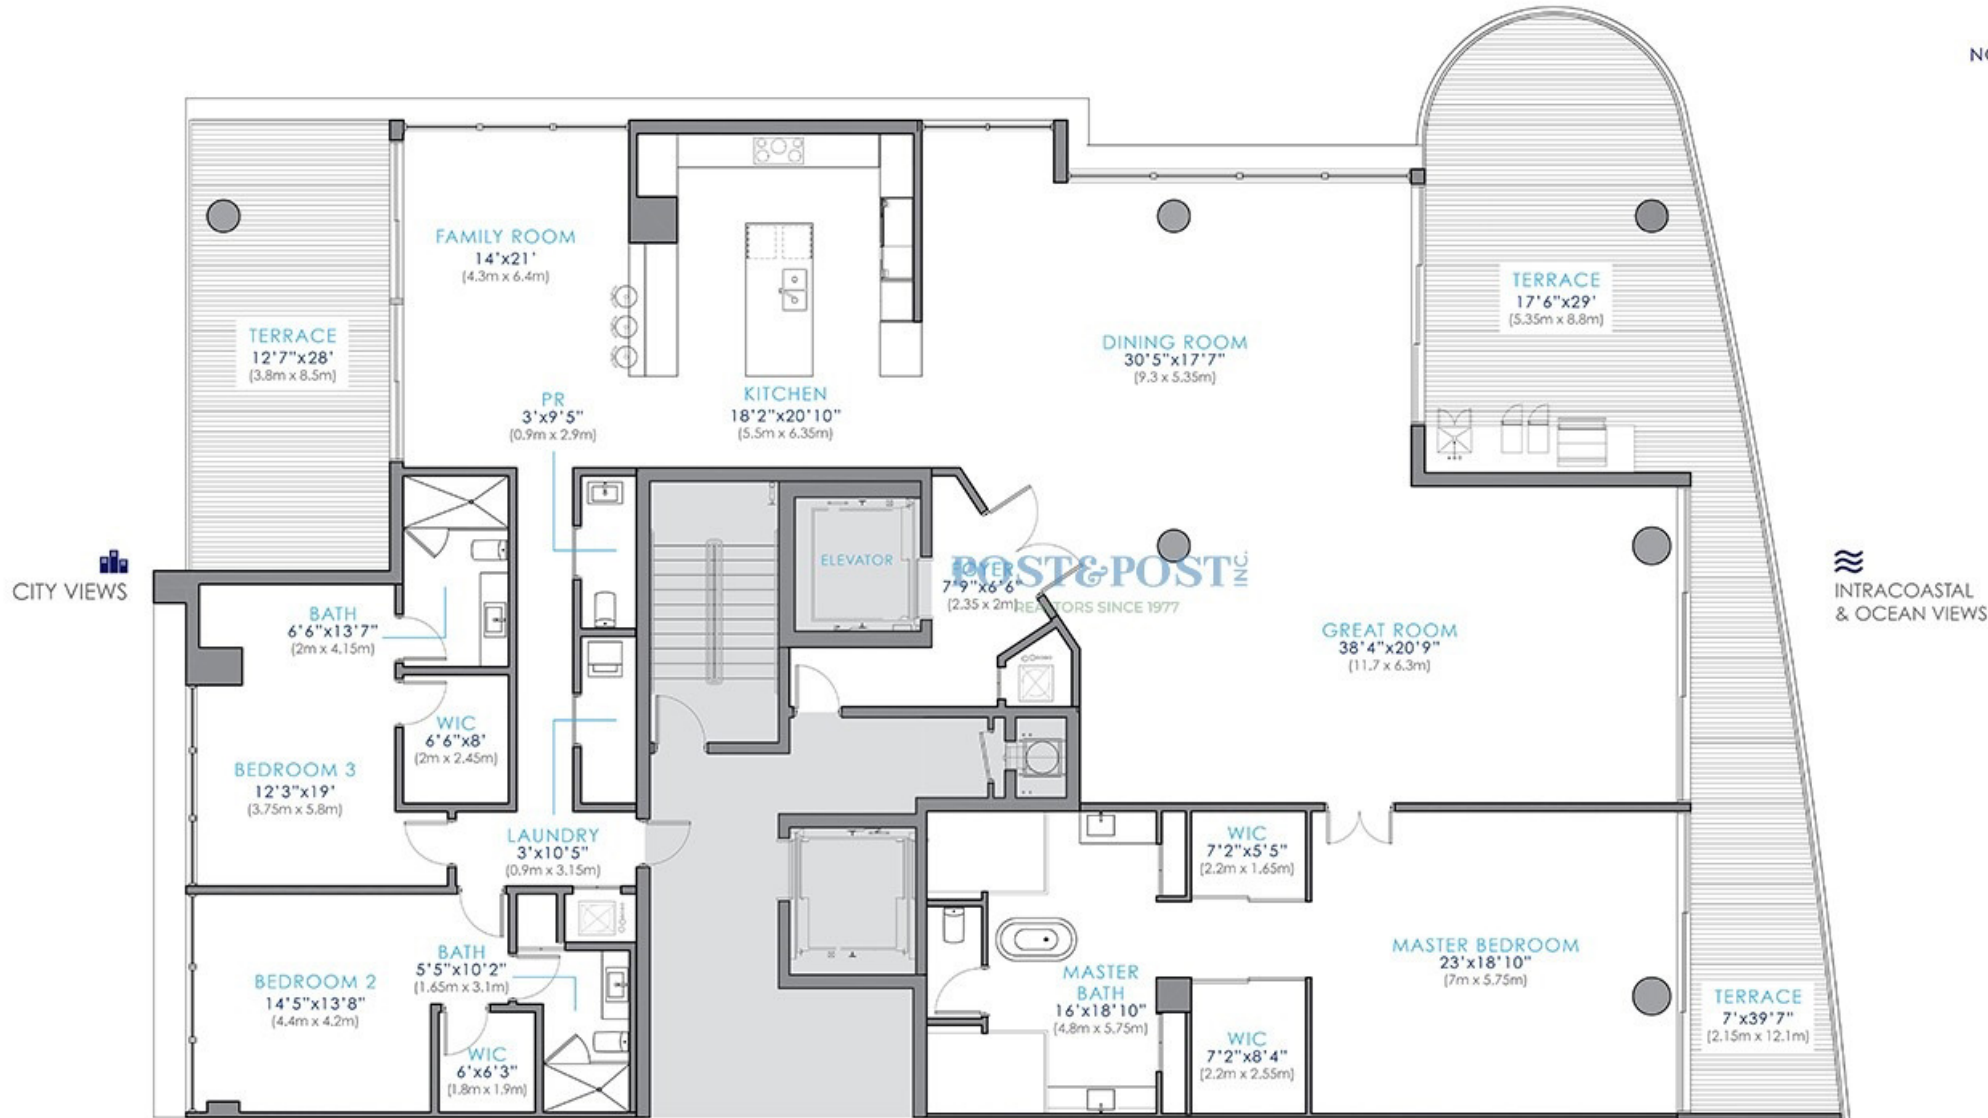 NO
FAMILY ROOM
14'x21'
(4.3m x 6.4m)
TERRACE
17'6"x29'
(5.35m x 8.8m)
TERRACE
12'7"x28'
(3.8m x 8.5m)
DINING ROOM
30'5"x17'7"
(9.3 x 5.35m)
PR
3'x9'5"
(0.9m x 2.9m)
KITCHEN
18'2"x20'10"
(5.5m x 6.35m)
ELEVATOR
CITY VIEWS
POST&POST INC.
REALTORS SINCE 1977
FOYER
7'9"x6'6"
(2.35 x 2m)
INTRACOASTAL
& OCEAN VIEWS
BATH
6'6"x13'7"
(2m x 4.15m)
GREAT ROOM
38'4"x20'9"
(11.7 x 6.3m)
WIC
6'6"x8'
(2m x 2.45m)
BEDROOM 3
12'3"x19'
(3.75m x 5.8m)
LAUNDRY
3'x10'5"
(0.9m x 3.15m)
WIC
7'2"x5'5"
(2.2m x 1.65m)
BATH
5'5"x10'2"
(1.65m x 3.1m)
MASTER BEDROOM
23'x18'10"
(7m x 5.75m)
BEDROOM 2
14'5"x13'8"
(4.4m x 4.2m)
MASTER
BATH
16'x18'10"
(4.8m x 5.75m)
TERRACE
7'x39'7"
(2.15m x 12.1m)
WIC
6'x6'3"
(1.8m x 1.9m)
WIC
7'2"x8'4"
(2.2m x 2.55m)